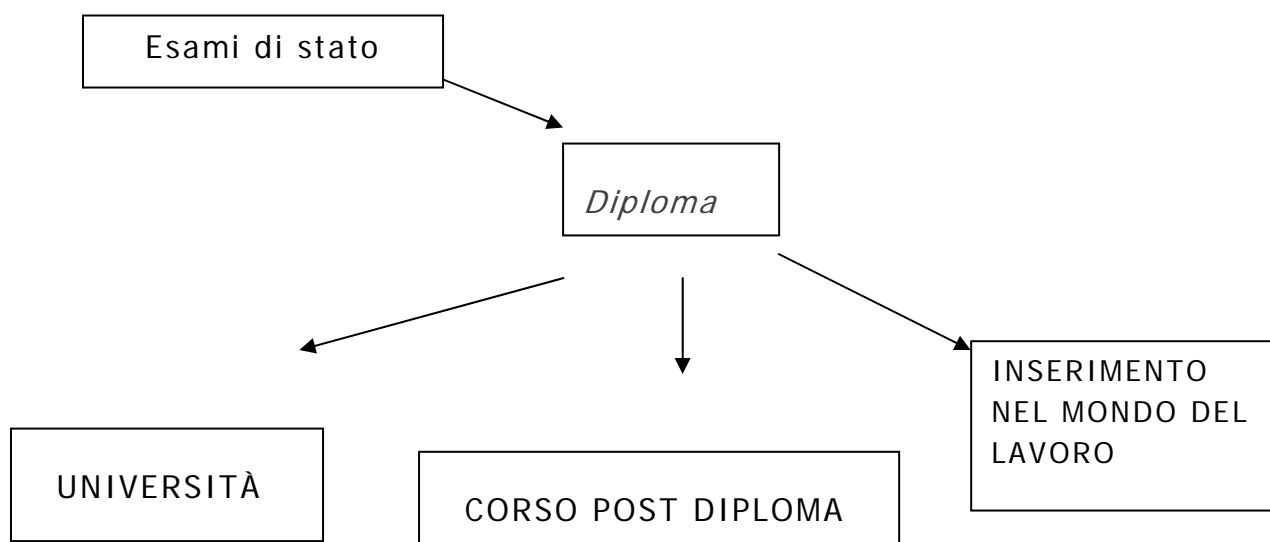 Esami di stato
Diploma
UNIVERSITÀ
CORSO POST DIPLOMA
INSERIMENTO
NEL MONDO DEL
LAVORO